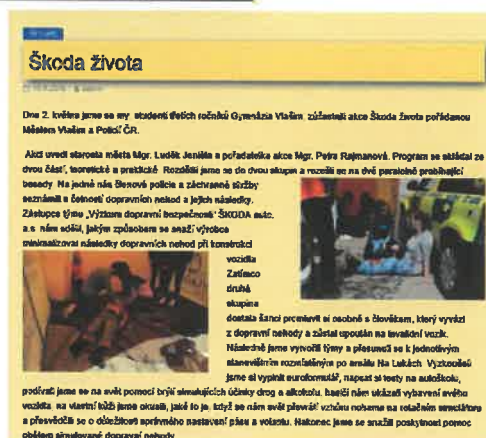 Škoda života
Dne 2. května jsme se my studenti třetích ročníků Gymnázia Vlašim, zúčastnili akce Škoda života pořádanou
Městem Vlašim a Policií ČR.
Akci uvedl starosta města Mgr. Luděk Jeništa a pořadatelka akce Mgr. Petra Rajmanová. Program se skládal ze
dvou částí, teoretické a praktické. Rozdělili jsme se do dvou skupin a rozešli se na dvě paralelně probíhající
besedy. Na jedné nás členové policie a záchranné služby
seznámili s četností dopravních nehod a jejich následky.
Zástupce týmu „Výzkum dopravní bezpečnosti" ŠKODA auto.
a.s. nám sdělil, jakým způsobem se snaží výrobce
minimalizovat následky dopravních nehod při konstrukci
vozidla
Zatímco
druhá
skupina
dostala šanci promluvit si osobně s člověkem, který vyvázl
z dopravní nehody a zůstal upoután na invalidní vozík.
Následně jsme vytvořili týmy a přesunuli se k jednotlivým
stanovištím rozmístěným po areálu Na Lukách. Vyzkoušeli
jsme si vyplnit euroformulář, napsat si testy na autoškolu,
podívali jsme se na svět pomocí brýlí simulujících účinky drog a alkoholu, hasiči nám ukázali vybavení svého
vozidla, na vlastní kůži jsme okusili, jaké to je, když se nám svět převátí vzhůru nohama na rotačním simulátoru
a přesvědčili se o důležitosti správného nastavení pásu a volantu. Nakonec jsme se snažili poskytnout pomoc
obětem simulované dopravní nehody.